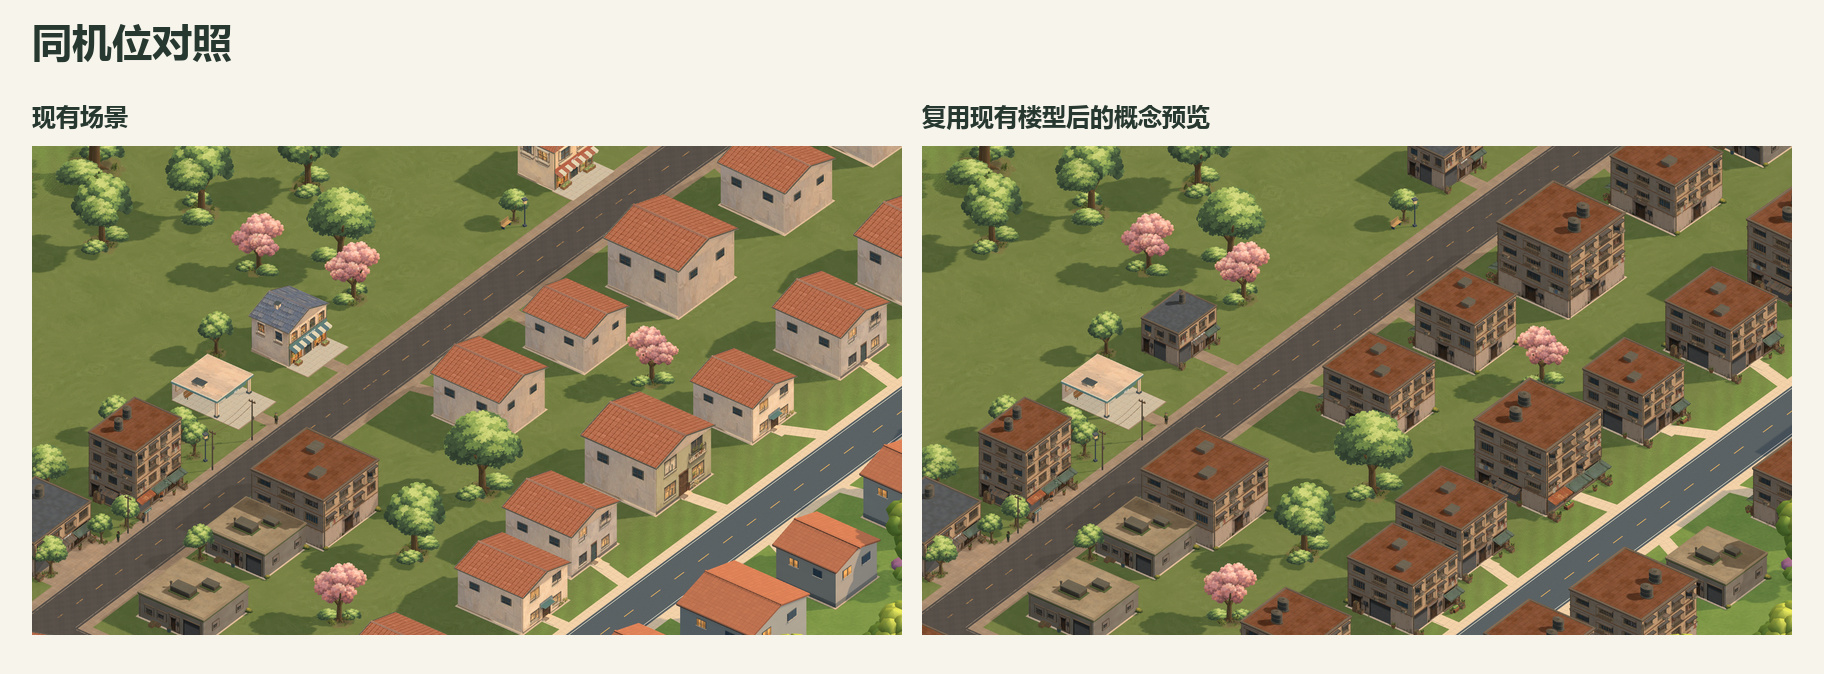 同机位对照
现有场景
复用现有楼型后的概念预览